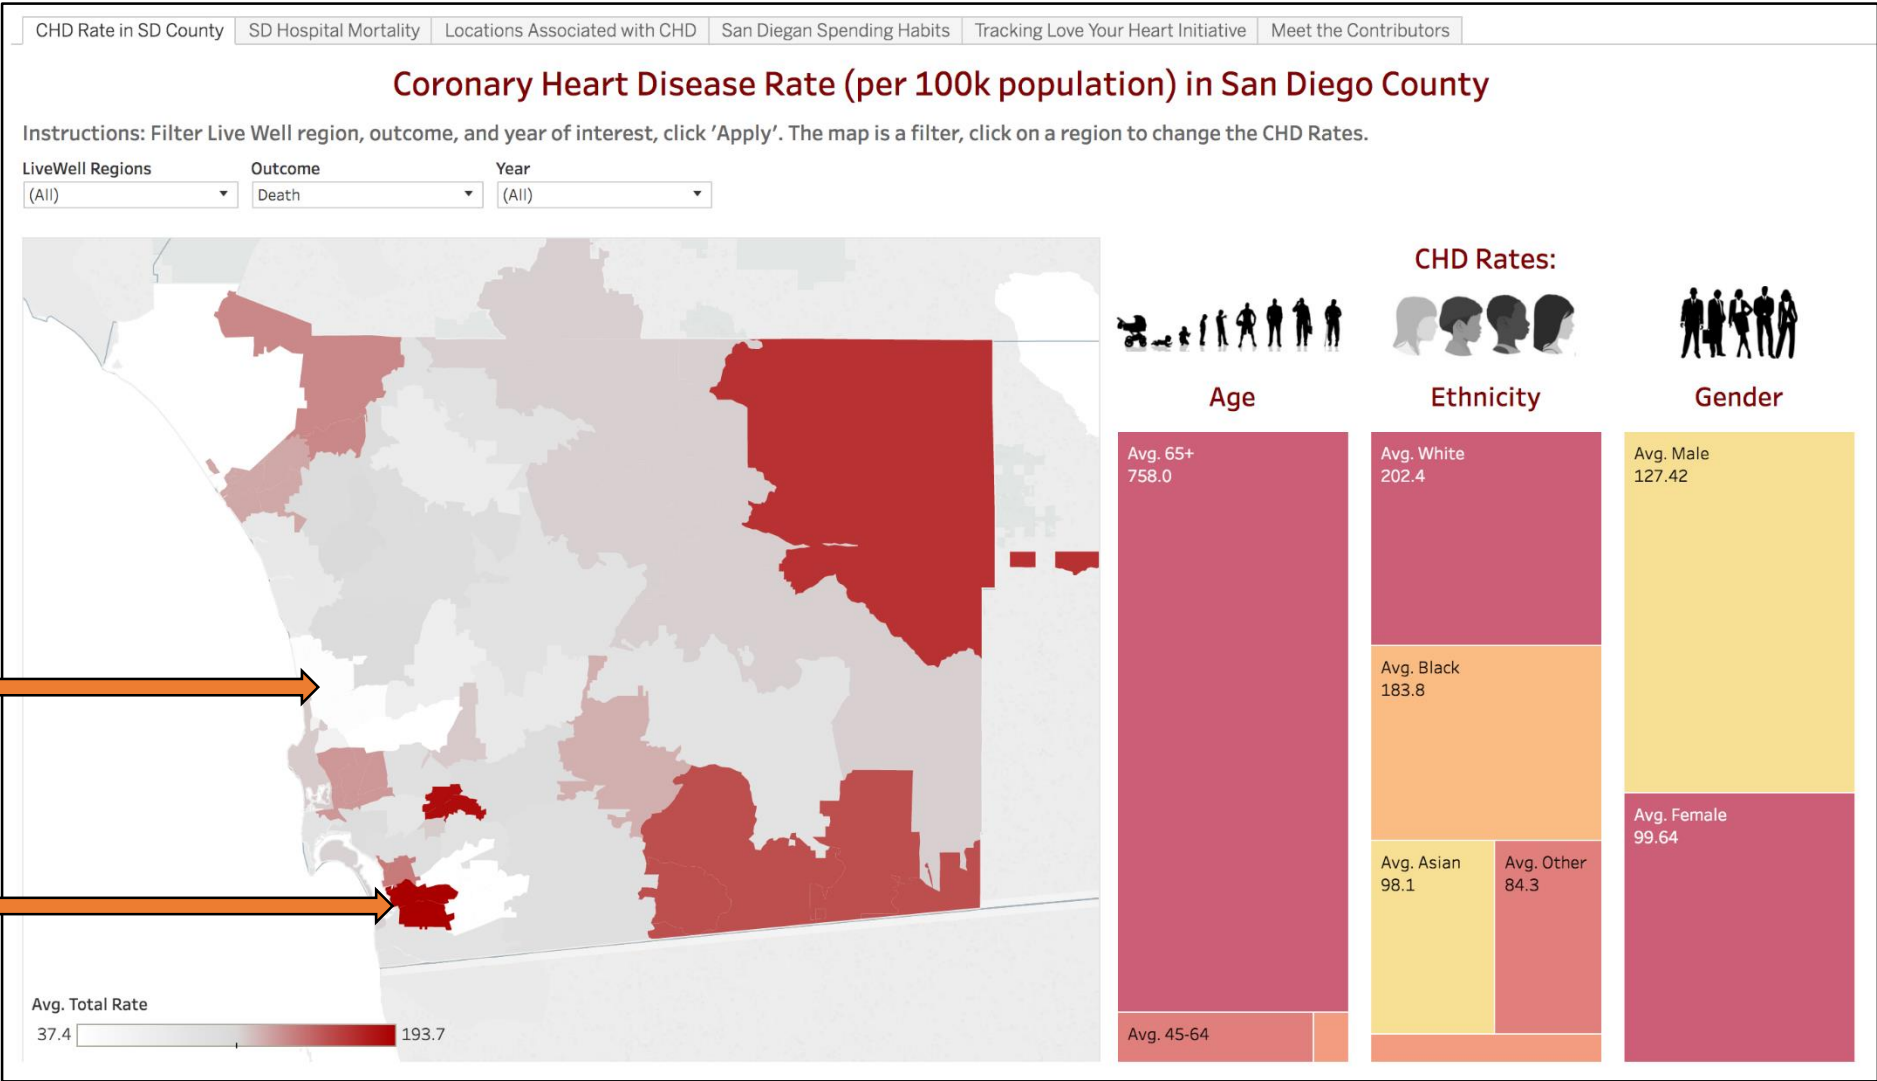 CHD Rate in SD County
SD Hospital Mortality
Locations Associated with CHD
San Diegan Spending Habits
Tracking Love Your Heart Initiative
Meet the Contributors
Coronary Heart Disease Rate (per 100k population) in San Diego County
Instructions: Filter Live Well region, outcome, and year of interest, click 'Apply'. The map is a filter, click on a region to change the CHD Rates.
LiveWell Regions
(All)
Outcome
Death
Year
(All)
CHD Rates:
Age
Ethnicity
Gender
Avg. 65+
758.0
Avg. 45-64
Avg. White
202.4
Avg. Black
183.8
Avg. Asian
98.1
Avg. Other
84.3
Avg. Male
127.42
Avg. Female
99.64
Avg. Total Rate
37.4
193.7